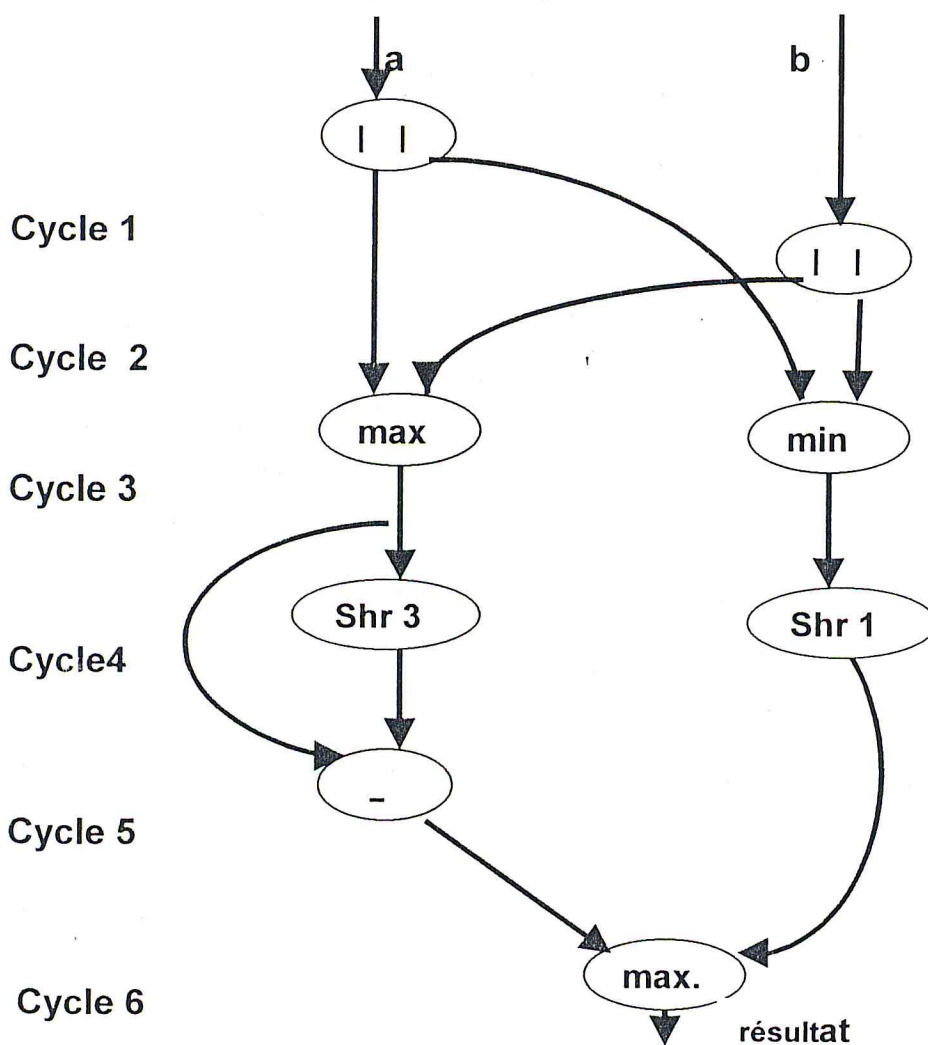 a
b
| |
Cycle 1
| |
Cycle 2
max
min
Cycle 3
Shr 3
Shr 1
Cycle4
-
Cycle 5
max.
Cycle 6
résultat